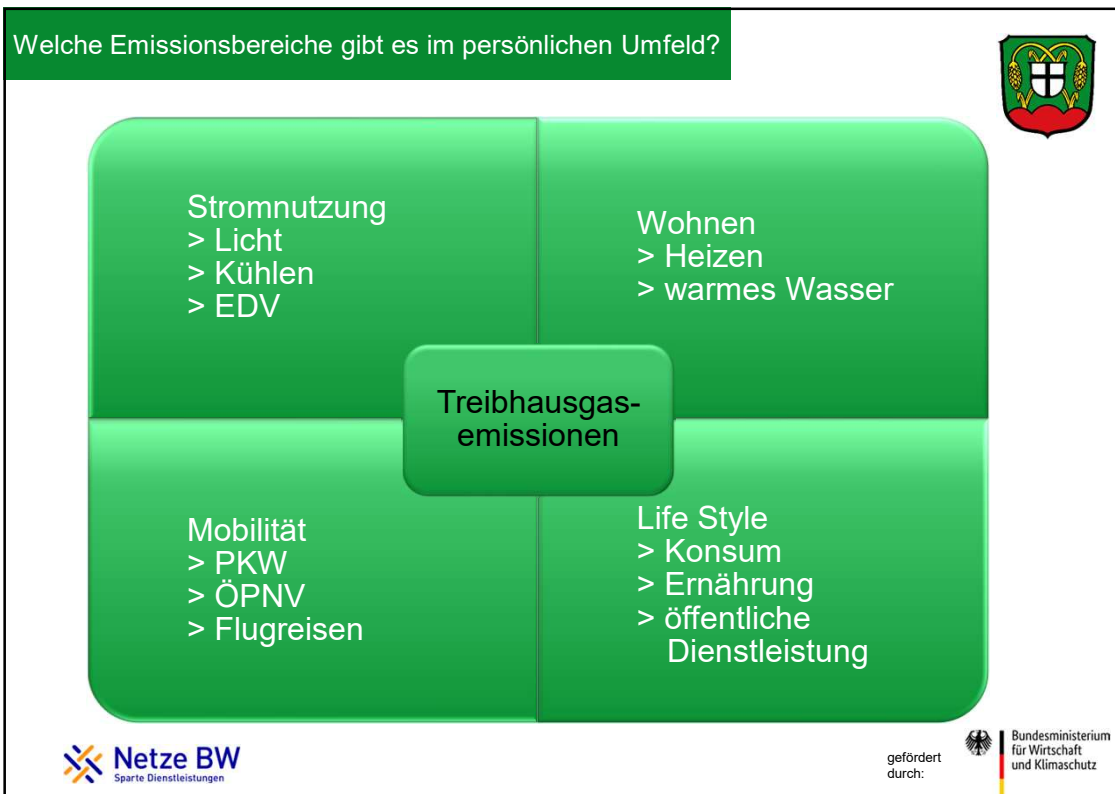 Welche Emissionsbereiche gibt es im persönlichen Umfeld?
Stromnutzung
> Licht
> Kühlen
> EDV
Wohnen
> Heizen
> warmes Wasser
Treibhausgas-
emissionen
Mobilität
> PKW
> ÖPNV
> Flugreisen
Life Style
> Konsum
> Ernährung
> öffentliche
Dienstleistung
Netze BW
Sparte Dienstleistungen
gefördert
durch:
Bundesministerium
für Wirtschaft
und Klimaschutz